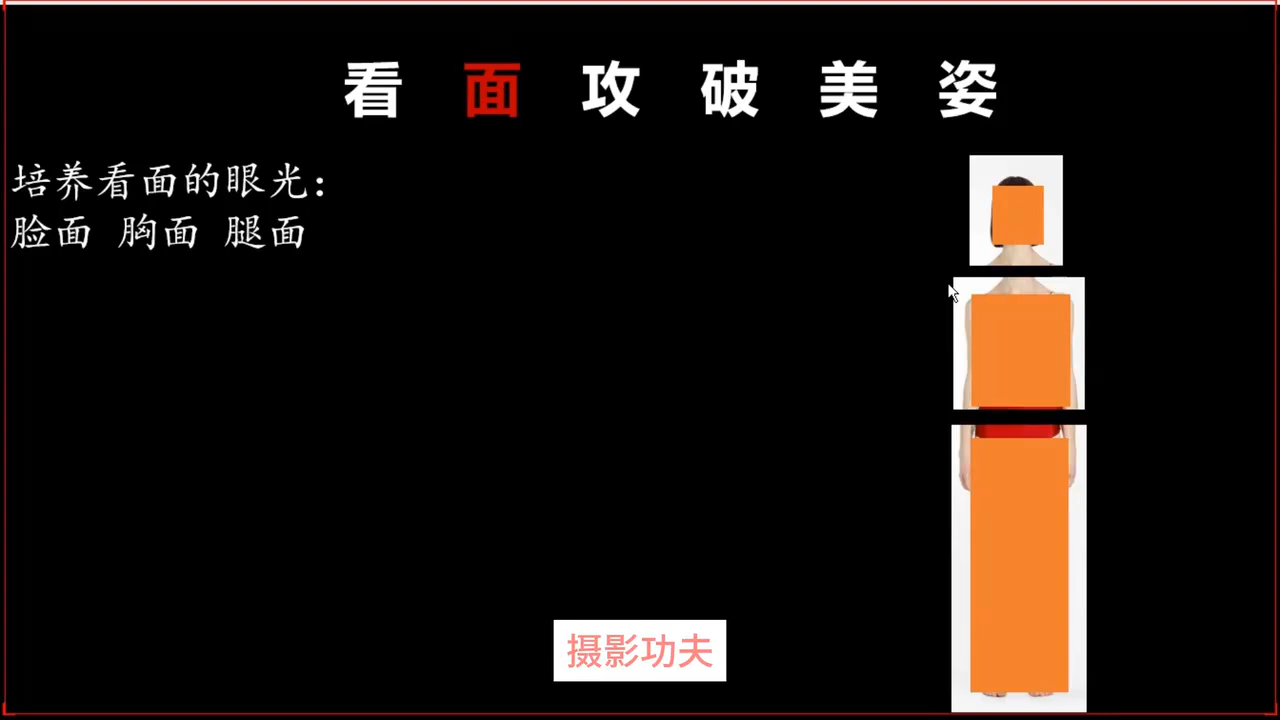 看面攻破美姿
培养看面的眼光:
脸面 胸面 腿面
摄影功夫